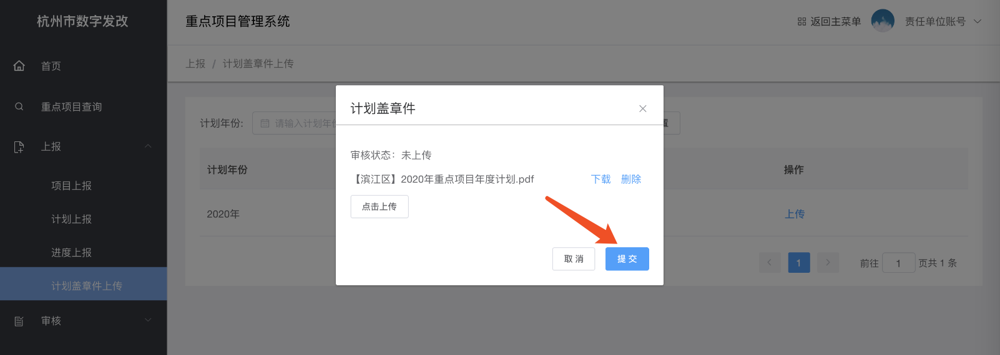 杭州市数字发改
重点项目管理系统
返回主菜单
责任单位账号
首页
重点项目查询
上报
项目上报
计划上报
进度上报
计划盖章件上传
审核
上报 / 计划盖章件上传
计划年份:
请输入计划年
计划年份
操作
2020年
上传
1
前往 1 页共 1 条
计划盖章件
审核状态：未上传
【滨江区】2020年重点项目年度计划.pdf
下载 删除
点击上传
取 消
提 交